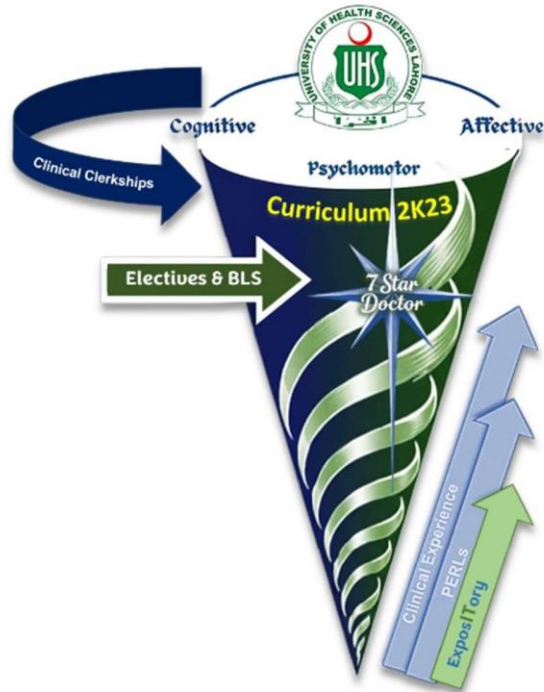 UNIVERSITY OF HEALTH SCIENCES LAHORE
UHS
Cognitive
Affective
Psychomotor
Clinical Clerkships
Curriculum 2K23
Electives & BLS
7 Star
Doctor
Clinical Experience
PERLs
ExposITory